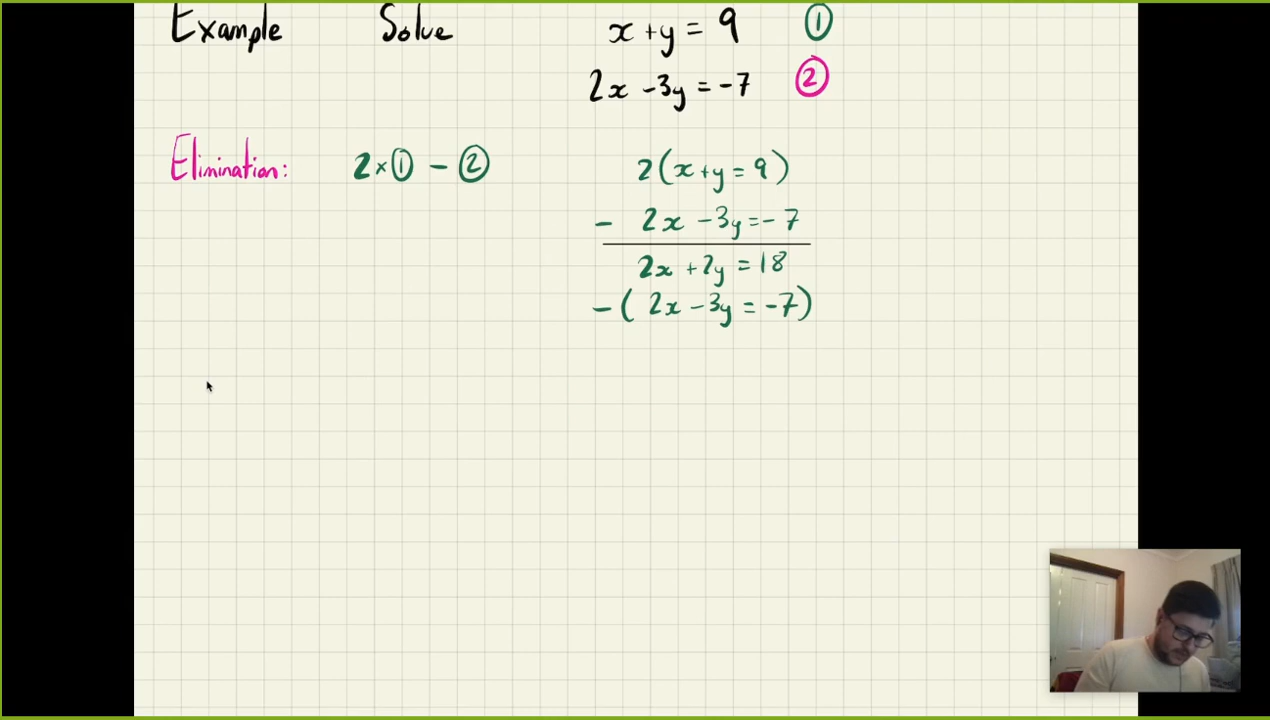 Example Solve x + y = 9 ①
2x - 3y = -7 ②
Elimination: 2 × ① - ② 2(x + y = 9)
- 2x - 3y = -7
2x + 2y = 18
- ( 2x - 3y = -7)